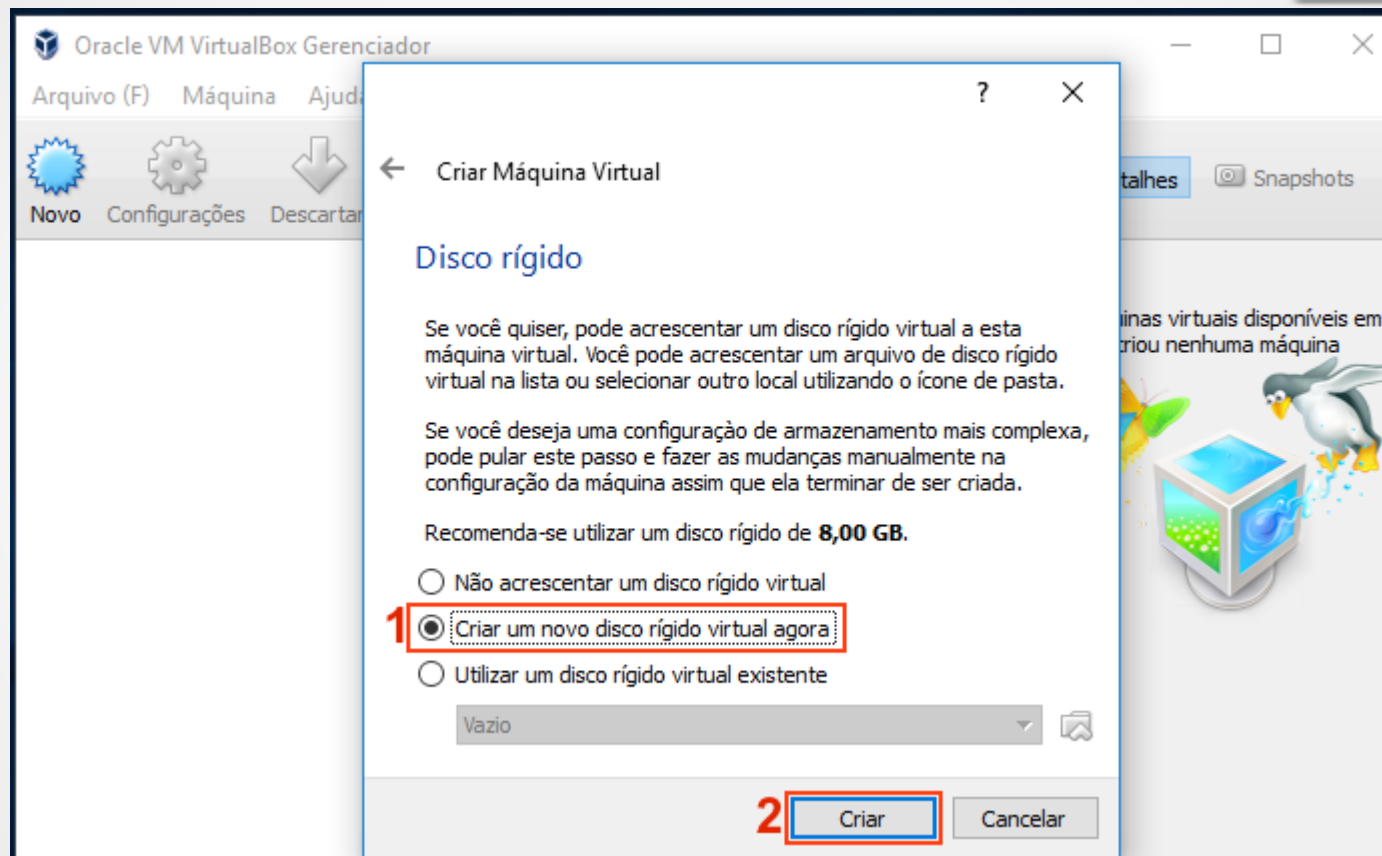 Oracle VM VirtualBox Gerenciador
Arquivo (F) Máquina Ajuda
?
Criar Máquina Virtual
Novo Configurações Descartar
talhes Snapshots
Disco rígido
Se você quiser, pode acrescentar um disco rígido virtual a esta
máquina virtual. Você pode acrescentar um arquivo de disco rígido
virtual na lista ou selecionar outro local utilizando o ícone de pasta.
inas virtuais disponíveis em
criou nenhuma máquina
Se você deseja uma configuraçào de armazenamento mais complexa,
pode pular este passo e fazer as mudanças manualmente na
configuração da máquina assim que ela terminar de ser criada.
Recomenda-se utilizar um disco rígido de 8,00 GB.
Não acrescentar um disco rígido virtual
1 Criar um novo disco rígido virtual agora
Utilizar um disco rígido virtual existente
Vazio
2 Criar Cancelar